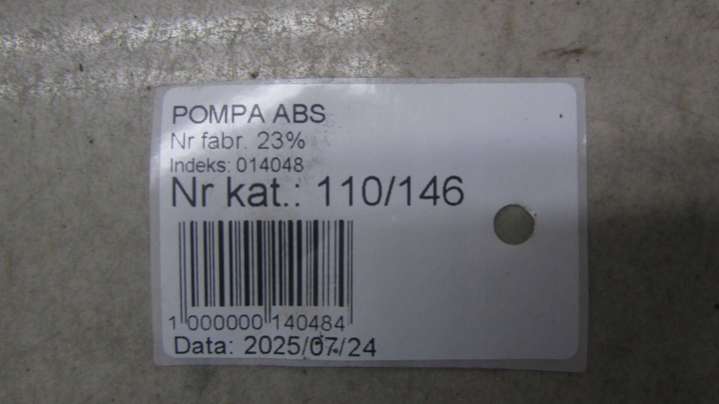 POMPA ABS
Nr fabr. 23%
Indeks: 014048
Nr kat.: 110/146
1 000000 140484
Data: 2025/07/24